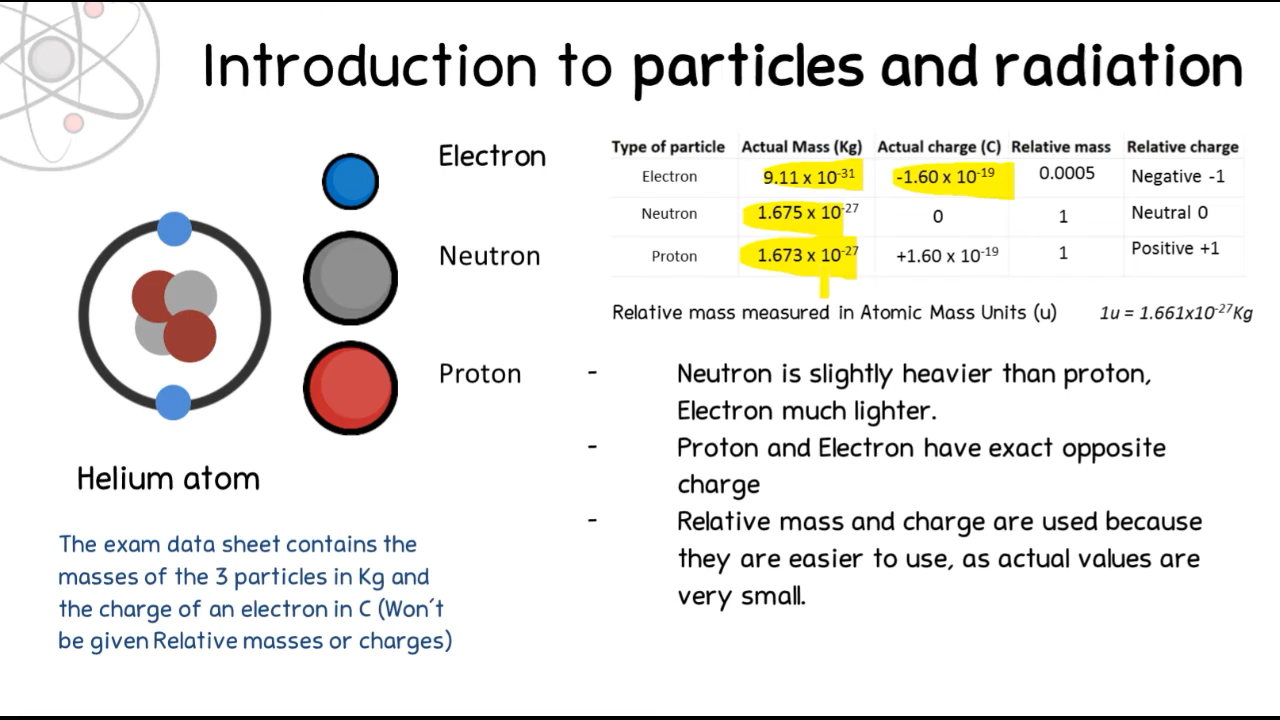 Introduction to particles and radiation
Electron
Neutron
Proton
Helium atom
The exam data sheet contains the
masses of the 3 particles in Kg and
the charge of an electron in C (Won´t
be given Relative masses or charges)
Type of particle Actual Mass (Kg) Actual charge (C) Relative mass Relative charge
Electron 9.11 x 10⁻³¹ -1.60 x 10⁻¹⁹ 0.0005 Negative -1
Neutron 1.675 x 10⁻²⁷ 0 1 Neutral 0
Proton 1.673 x 10⁻²⁷ +1.60 x 10⁻¹⁹ 1 Positive +1
Relative mass measured in Atomic Mass Units (u) 1u = 1.661x10⁻²⁷Kg
- Neutron is slightly heavier than proton,
Electron much lighter.
- Proton and Electron have exact opposite
charge
- Relative mass and charge are used because
they are easier to use, as actual values are
very small.